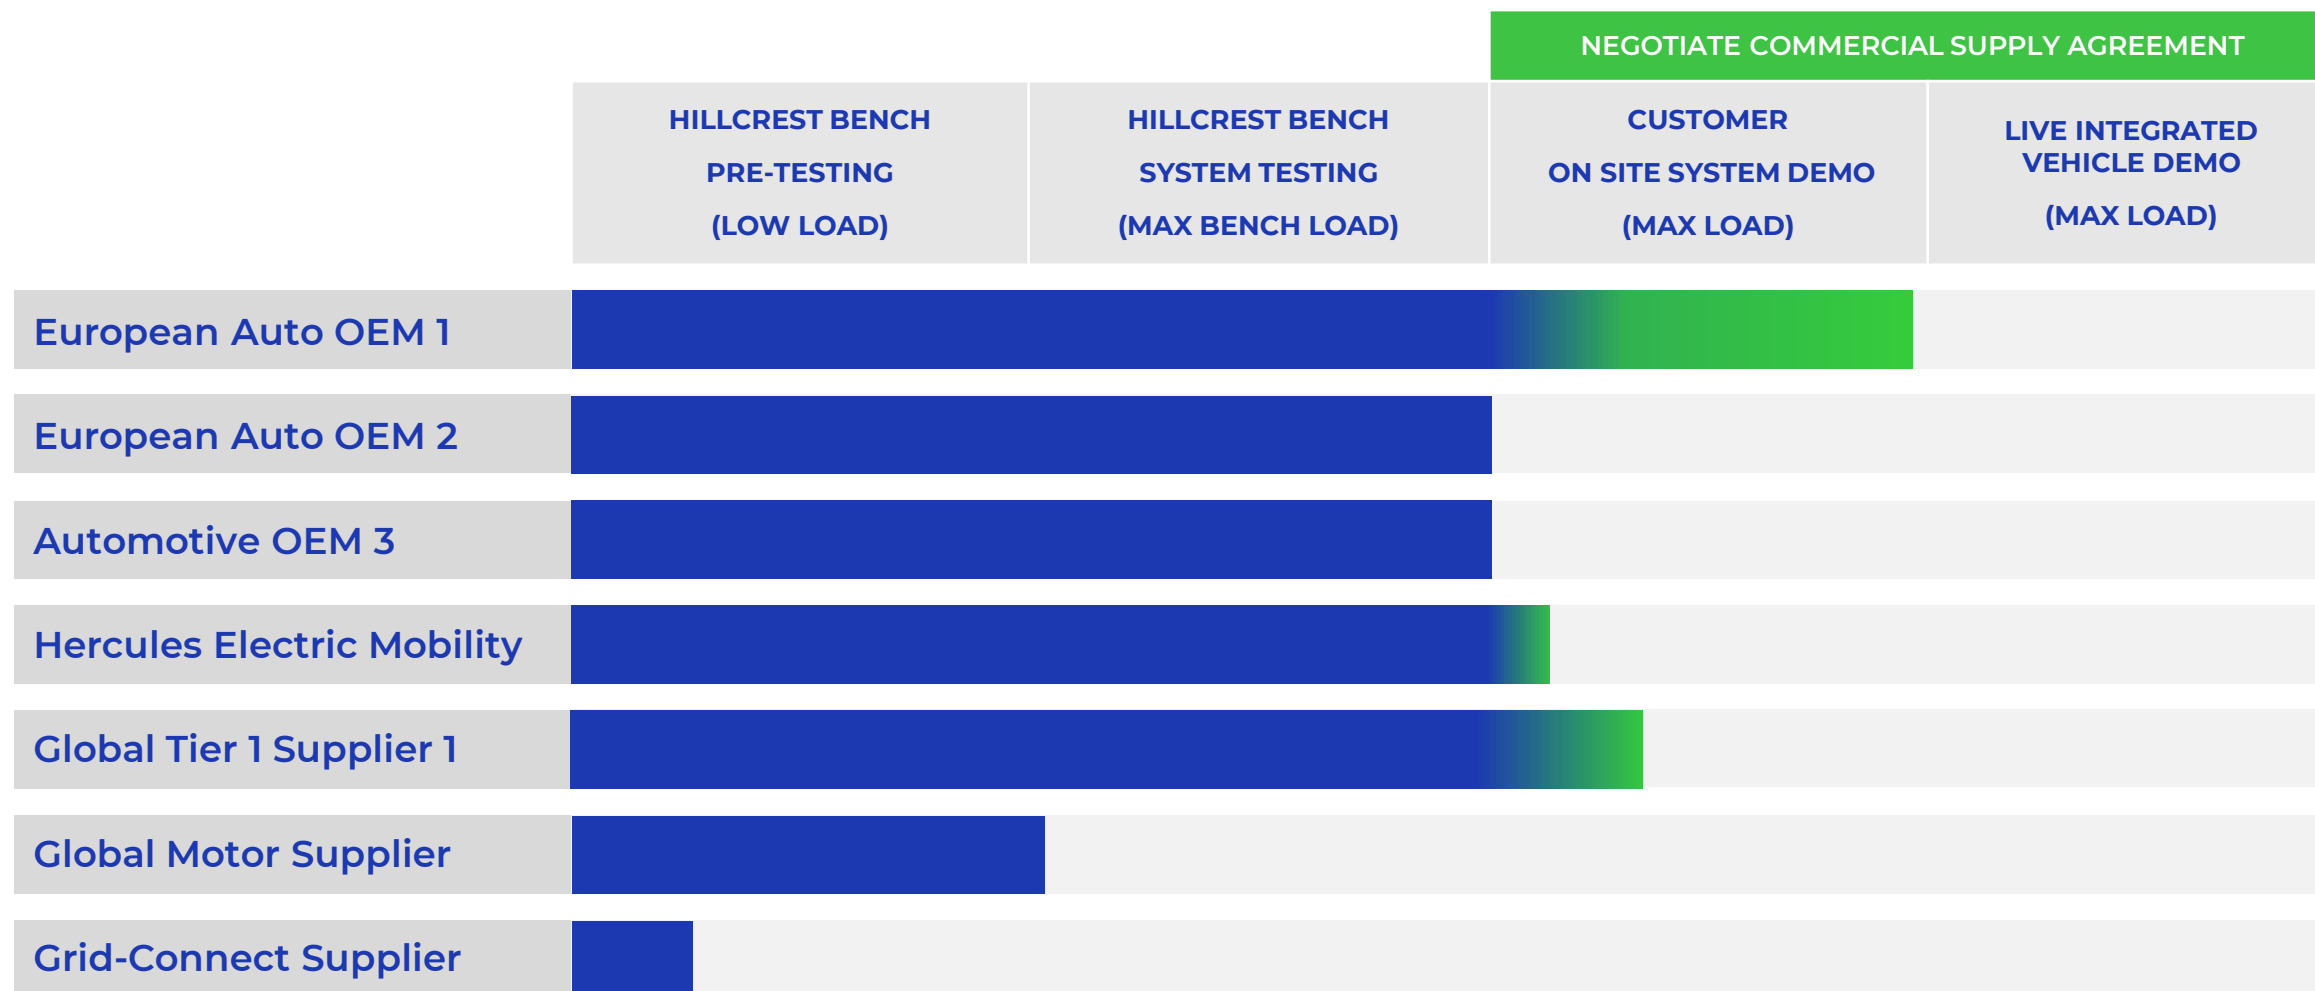 NEGOTIATE COMMERCIAL SUPPLY AGREEMENT
HILLCREST BENCH
PRE-TESTING
(LOW LOAD)
HILLCREST BENCH
SYSTEM TESTING
(MAX BENCH LOAD)
CUSTOMER
ON SITE SYSTEM DEMO
(MAX LOAD)
LIVE INTEGRATED
VEHICLE DEMO
(MAX LOAD)
European Auto OEM 1
European Auto OEM 2
Automotive OEM 3
Hercules Electric Mobility
Global Tier 1 Supplier 1
Global Motor Supplier
Grid-Connect Supplier